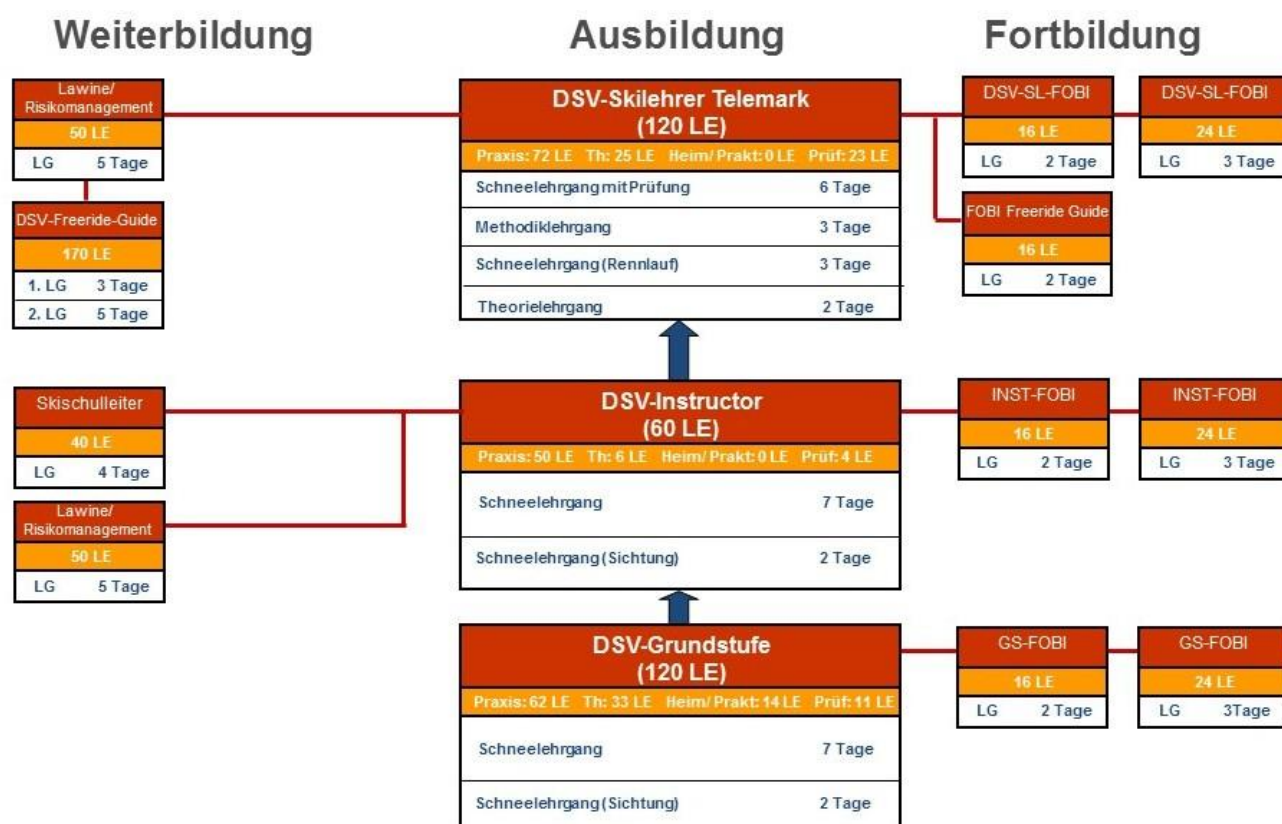 Weiterbildung
Ausbildung
Fortbildung
Lawine/
Risikomanagement
50 LE
LG 5 Tage
DSV-Freeride-Guide
170 LE
1. LG 3 Tage
2. LG 5 Tage
DSV-Skilehrer Telemark
(120 LE)
Praxis: 72 LE Th: 25 LE Heim/ Prakt: 0 LE Prüf: 23 LE
Schneelehrgang mit Prüfung 6 Tage
Methodiklehrgang 3 Tage
Schneelehrgang (Rennlauf) 3 Tage
Theorielehrgang 2 Tage
DSV-SL-FOBI
16 LE
LG 2 Tage
DSV-SL-FOBI
24 LE
LG 3 Tage
FOBI Freeride Guide
16 LE
LG 2 Tage
Skischulleiter
40 LE
LG 4 Tage
Lawine/
Risikomanagement
50 LE
LG 5 Tage
DSV-Instructor
(60 LE)
Praxis: 50 LE Th: 6 LE Heim/ Prakt: 0 LE Prüf: 4 LE
Schneelehrgang 7 Tage
Schneelehrgang (Sichtung) 2 Tage
INST-FOBI
16 LE
LG 2 Tage
INST-FOBI
24 LE
LG 3 Tage
DSV-Grundstufe
(120 LE)
Praxis: 62 LE Th: 33 LE Heim/ Prakt: 14 LE Prüf: 11 LE
Schneelehrgang 7 Tage
Schneelehrgang (Sichtung) 2 Tage
GS-FOBI
16 LE
LG 2 Tage
GS-FOBI
24 LE
LG 3Tage